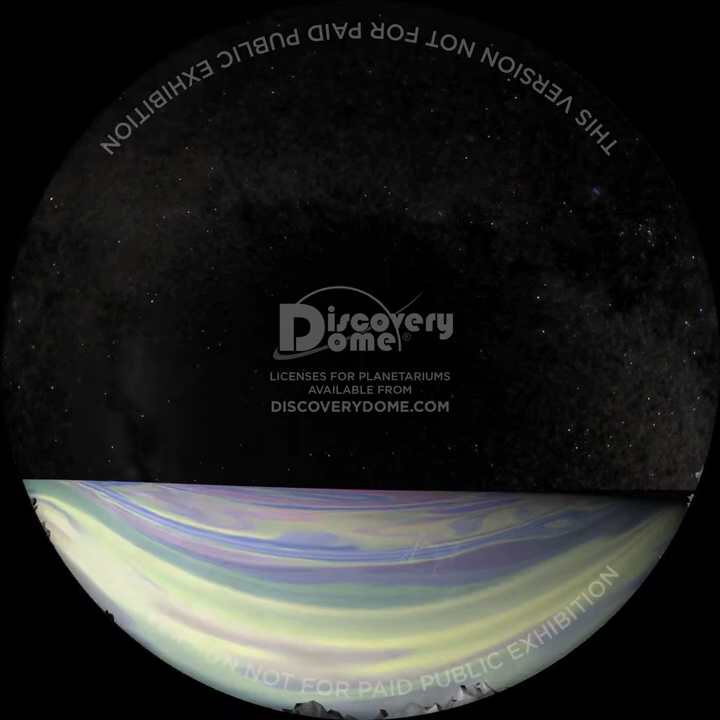 THIS VERSION NOT FOR PAID PUBLIC EXHIBITION
Discovery
Dome®
LICENSES FOR PLANETARIUMS
AVAILABLE FROM
DISCOVERYDOME.COM
NOT FOR PAID PUBLIC EXHIBITION